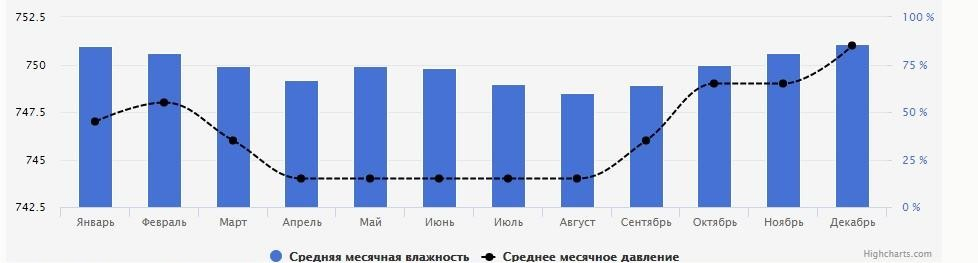 752.5 100 %
750 75 %
747.5 50 %
745 25 %
742.5 0 %
Январь Февраль Март Апрель Май Июнь Июль Август Сентябрь Октябрь Ноябрь Декабрь
Средняя месячная влажность Среднее месячное давление
Highcharts.com